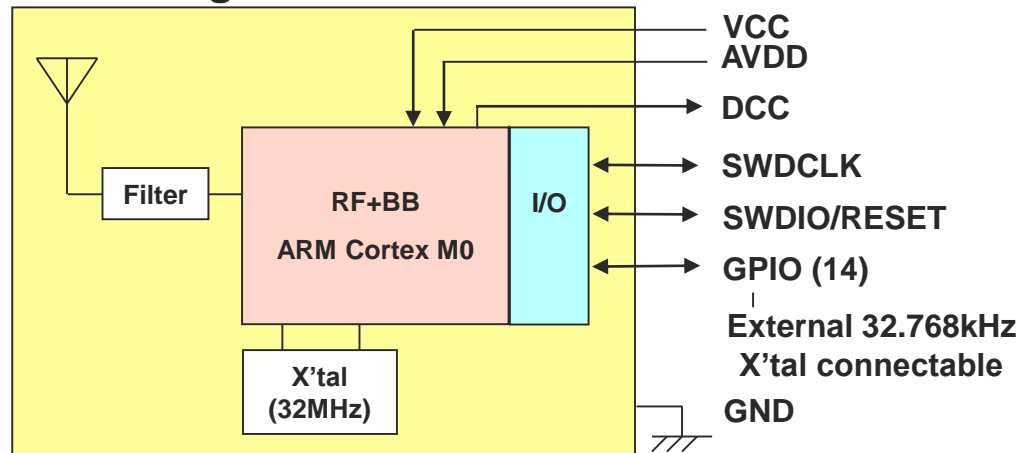 VCC
AVDD
DCC
Filter
RF+BB
ARM Cortex M0
I/O
SWDCLK
SWDIO/RESET
GPIO (14)
External 32.768kHz
X'tal connectable
X'tal
(32MHz)
GND